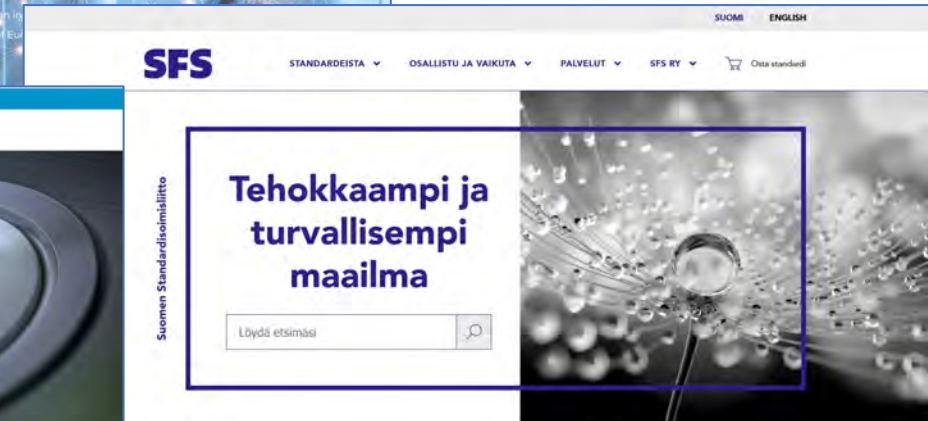 SUOMI ENGLISH
SFS
STANDARDEISTA OSALLISTU JA VAIKUTA PALVELUT SFS RY Osta standardi
Suomen Standardisoimisliitto
Tehokkaampi ja
turvallisempi
maailma
Löydä etsimäsi